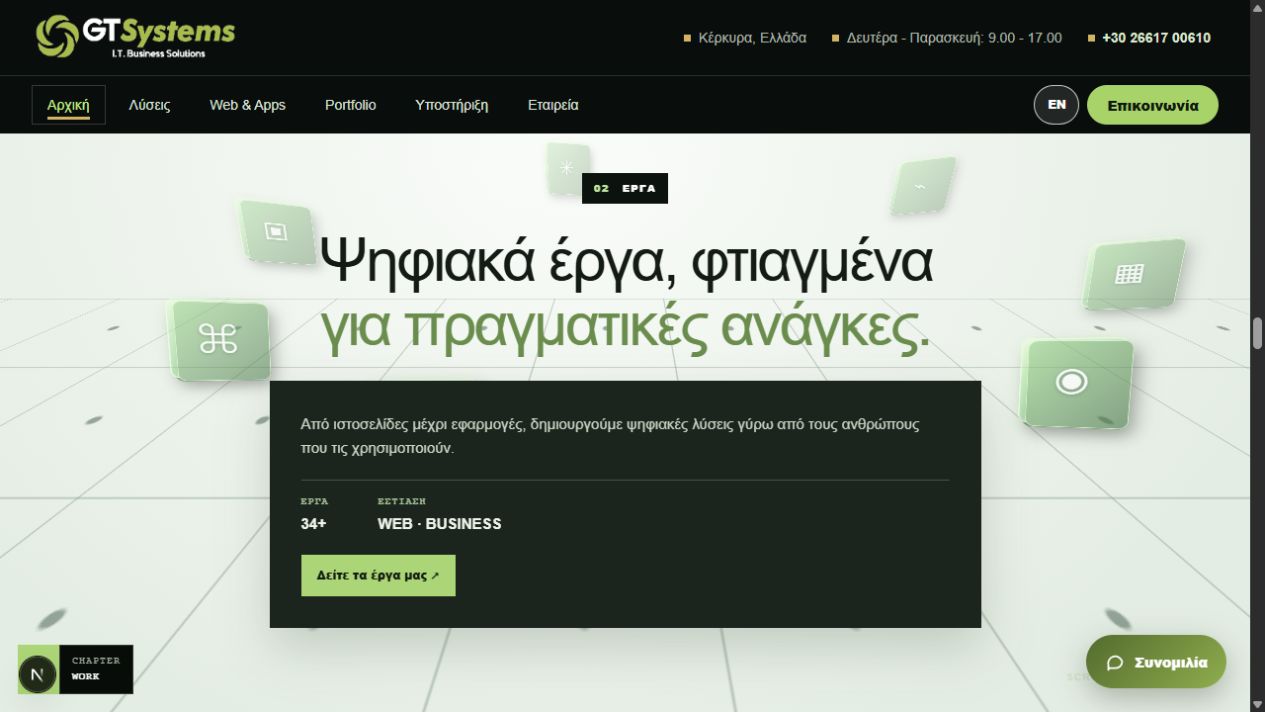 GTSystems
I.T. Business Solutions
Κέρκυρα, Ελλάδα
Δευτέρα - Παρασκευή: 9.00 - 17.00
+30 26617 00610
Αρχική
Λύσεις
Web & Apps
Portfolio
Υποστήριξη
Εταιρεία
EN
Επικοινωνία
02 ΕΡΓΑ
Ψηφιακά έργα, φτιαγμένα
για πραγματικές ανάγκες.
Από ιστοσελίδες μέχρι εφαρμογές, δημιουργούμε ψηφιακές λύσεις γύρω από τους ανθρώπους
που τις χρησιμοποιούν.
ΕΡΓΑ
34+
ΕΣΤΙΑΣΗ
WEB · BUSINESS
Δείτε τα έργα μας ↗
N
CHAPTER
WORK
Συνομιλία